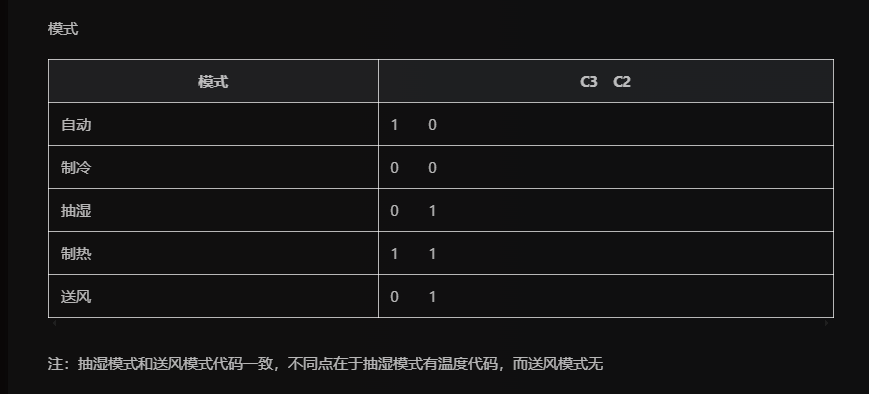 模式
模式 C3 C2
自动 1 0
制冷 0 0
抽湿 0 1
制热 1 1
送风 0 1
注：抽湿模式和送风模式代码一致，不同点在于抽湿模式有温度代码，而送风模式无